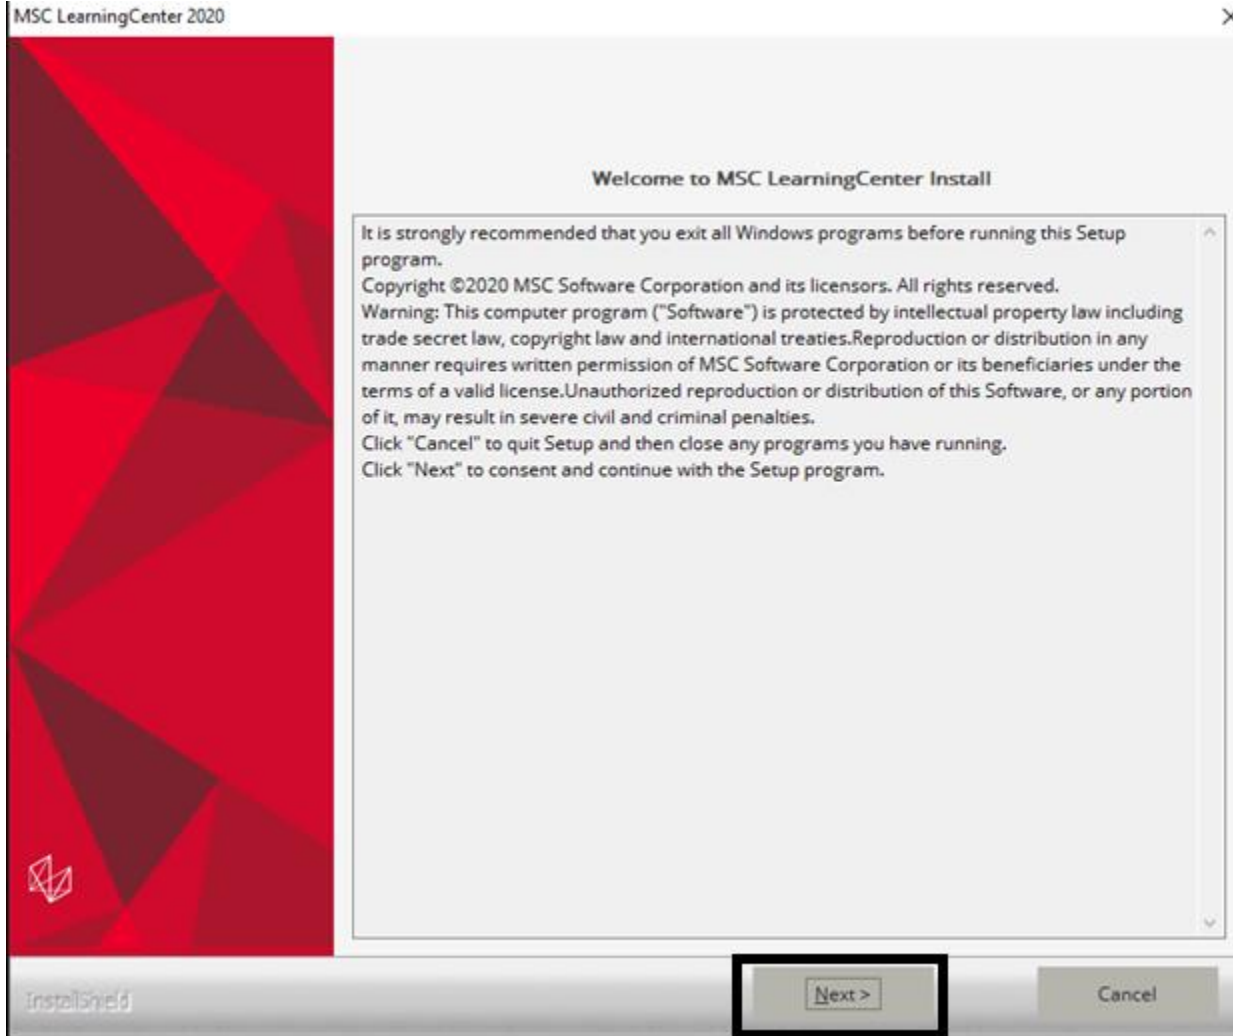 MSC LearningCenter 2020
Welcome to MSC LearningCenter Install
It is strongly recommended that you exit all Windows programs before running this Setup
program.
Copyright ©2020 MSC Software Corporation and its licensors. All rights reserved.
Warning: This computer program ("Software") is protected by intellectual property law including
trade secret law, copyright law and international treaties.Reproduction or distribution in any
manner requires written permission of MSC Software Corporation or its beneficiaries under the
terms of a valid license.Unauthorized reproduction or distribution of this Software, or any portion
of it, may result in severe civil and criminal penalties.
Click "Cancel" to quit Setup and then close any programs you have running.
Click "Next" to consent and continue with the Setup program.
InstallShield
Next >
Cancel